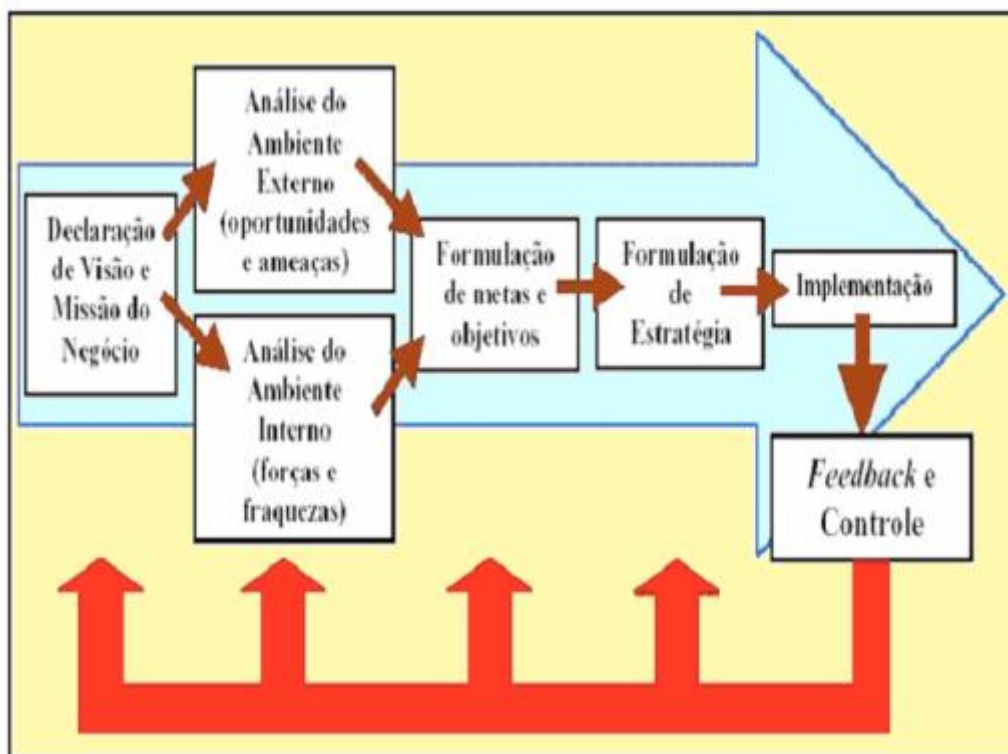 Declaração
de Visão e
Missão do
Negócio
Análise do
Ambiente
Externo
(oportunidades
e ameaças)
Análise do
Ambiente
Interno
(forças e
fraquezas)
Formulação
de metas e
objetivos
Formulação
de
Estratégia
Implementação
Feedback e
Controle